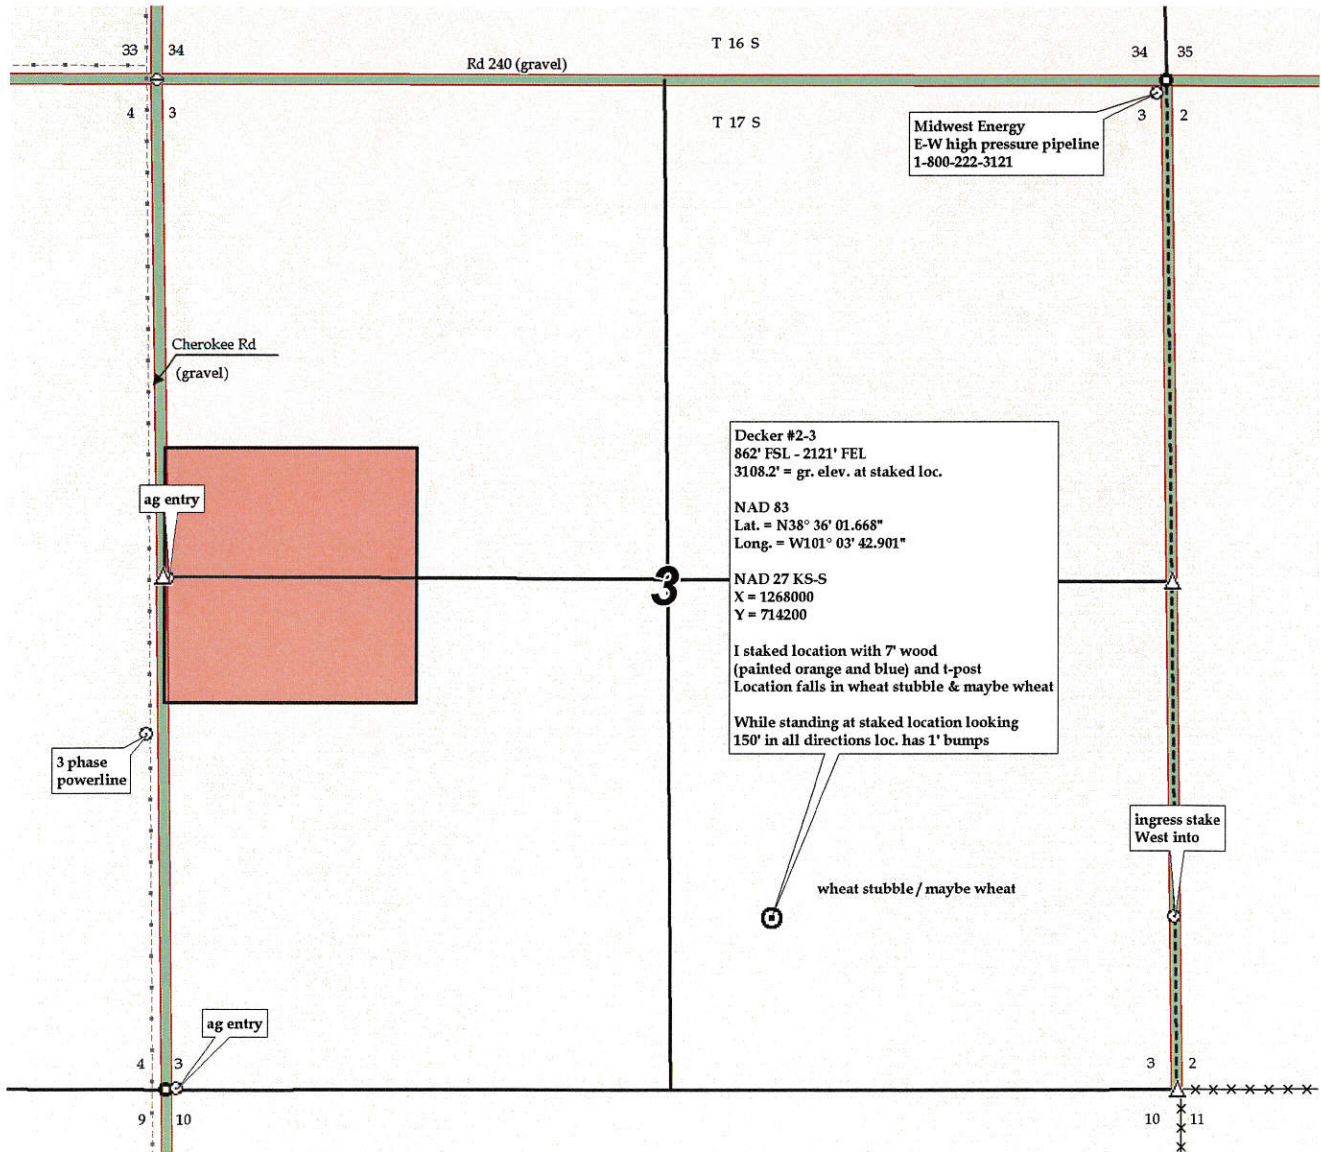 T 16 S
33
34
34
35
Rd 240 (gravel)
4
3
T 17 S
3
2
Midwest Energy
E-W high pressure pipeline
1-800-222-3121
Cherokee Rd
(gravel)
Decker #2-3
862' FSL - 2121' FEL
3108.2' = gr. elev. at staked loc.
NAD 83
Lat. = N38° 36' 01.668"
Long. = W101° 03' 42.901"
NAD 27 KS-S
X = 1268000
Y = 714200
I staked location with 7' wood
(painted orange and blue) and t-post
Location falls in wheat stubble & maybe wheat
While standing at staked location looking
150' in all directions loc. has 1' bumps
ag entry
3
3 phase
powerline
ingress stake
West into
wheat stubble / maybe wheat
ag entry
4
3
3
2
9
10
10
11